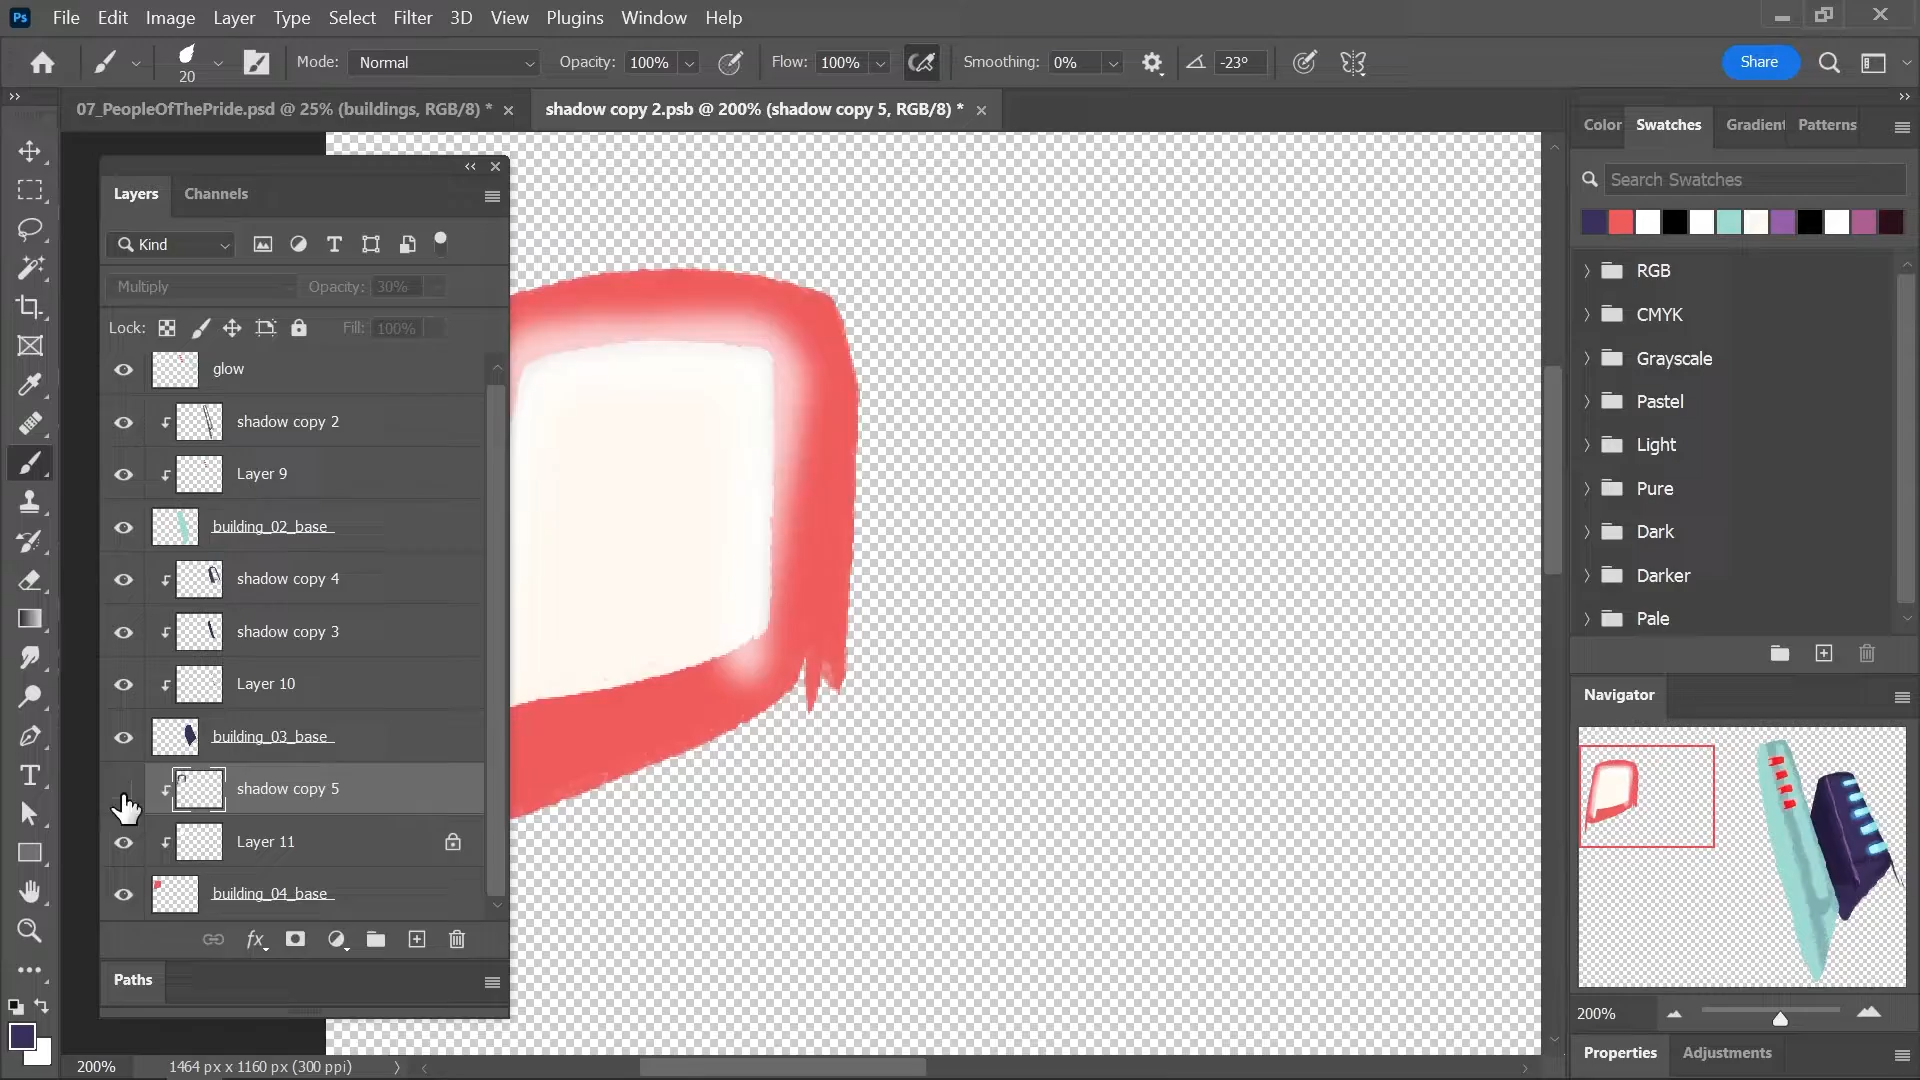 Ps File Edit Image Layer Type Select Filter 3D View Plugins Window Help
20 Mode: Normal Opacity: 100% Flow: 100% Smoothing: 0% -23° Share
07_PeopleOfThePride.psd @ 25% (buildings, RGB/8) * shadow copy 2.psb @ 200% (shadow copy 5, RGB/8) *
Layers Channels
Kind
Multiply Opacity: 30%
Lock: Fill: 100%
glow
shadow copy 2
Layer 9
building_02_base
shadow copy 4
shadow copy 3
Layer 10
building_03_base
shadow copy 5
Layer 11
building_04_base
fx
Paths
Color Swatches Gradient Patterns
Search Swatches
RGB
CMYK
Grayscale
Pastel
Light
Pure
Dark
Darker
Pale
Navigator
200%
Properties Adjustments
200% 1464 px x 1160 px (300 ppi)